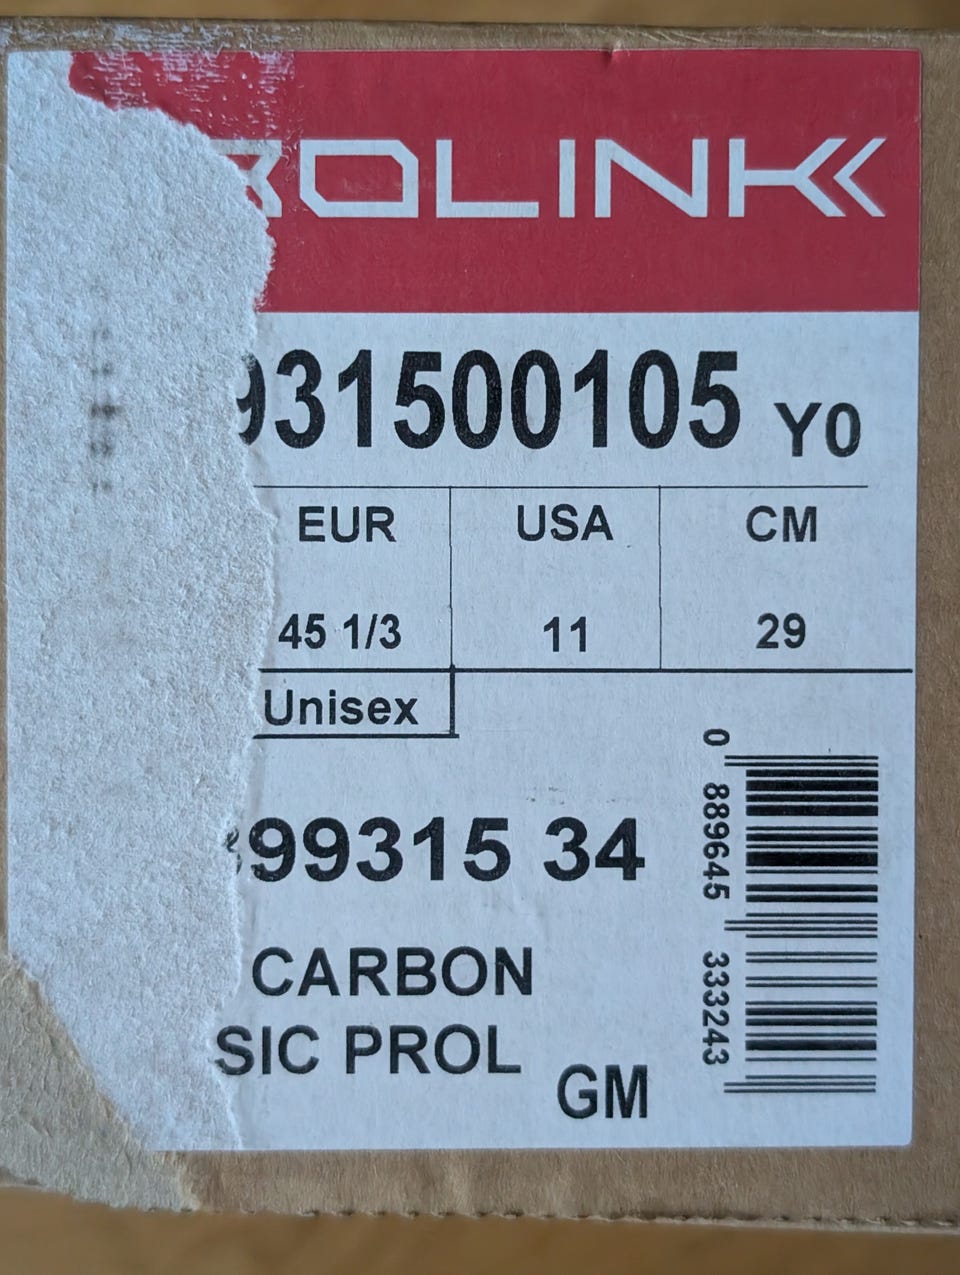 ROLINK
931500105 Y0
EUR USA CM
45 1/3 11 29
Unisex
99315 34
CARBON
SIC PROL
GM
0 889645 333243